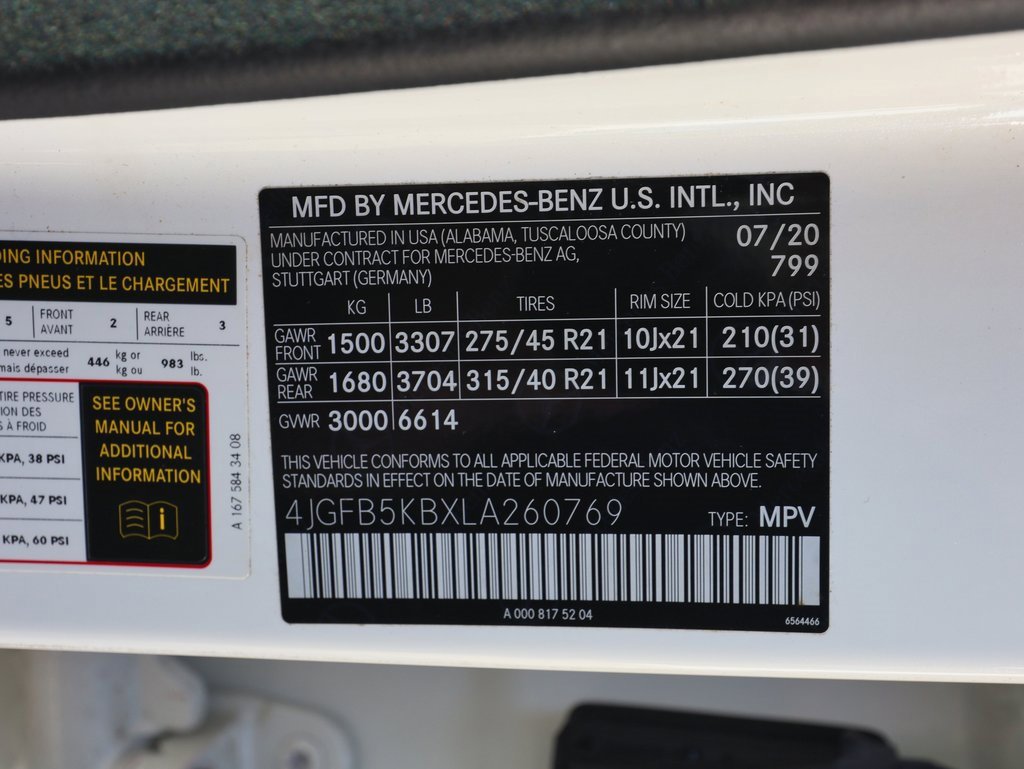 DING INFORMATION
ES PNEUS ET LE CHARGEMENT
5 FRONT AVANT 2 REAR ARRIÈRE 3
never exceed 446 kg or 983 lbs.
mais dépasser kg ou lb.
TIRE PRESSURE
ION DES
S À FROID
KPA, 38 PSI
KPA, 47 PSI
KPA, 60 PSI
SEE OWNER'S
MANUAL FOR
ADDITIONAL
INFORMATION
A 167 584 34 08
MFD BY MERCEDES-BENZ U.S. INTL., INC
MANUFACTURED IN USA (ALABAMA, TUSCALOOSA COUNTY) 07/20
UNDER CONTRACT FOR MERCEDES-BENZ AG, 799
STUTTGART (GERMANY)
KG LB TIRES RIM SIZE COLD KPA (PSI)
GAWR FRONT 1500 3307 275/45 R21 10Jx21 210(31)
GAWR REAR 1680 3704 315/40 R21 11Jx21 270(39)
GVWR 3000 6614
THIS VEHICLE CONFORMS TO ALL APPLICABLE FEDERAL MOTOR VEHICLE SAFETY
STANDARDS IN EFFECT ON THE DATE OF MANUFACTURE SHOWN ABOVE.
4JGFB5KBXLA260769 TYPE: MPV
A 000 817 52 04
6564466